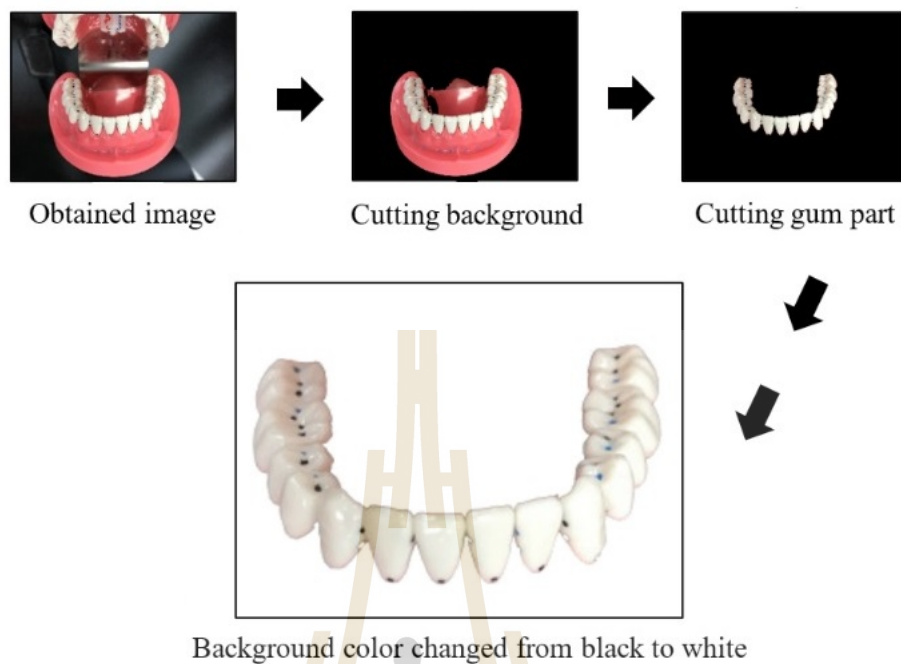 Obtained image
Cutting background
Cutting gum part
Background color changed from black to white